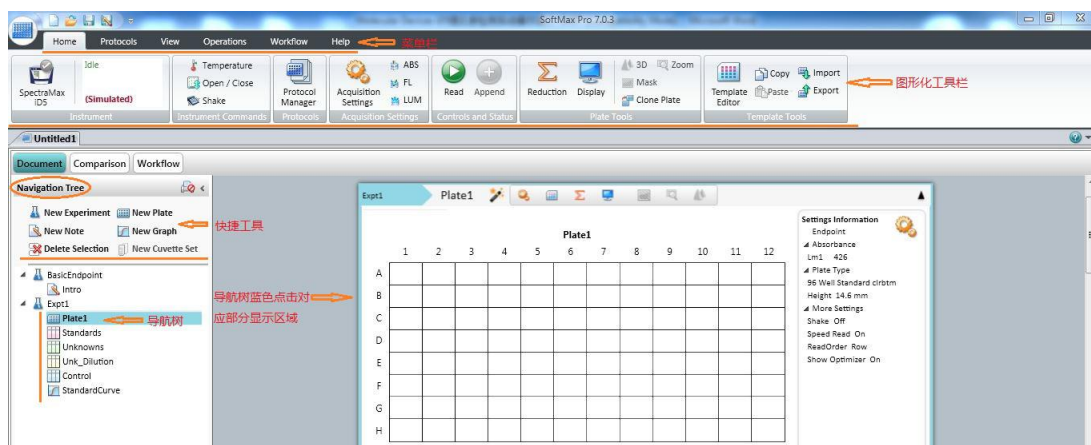 SoftMax Pro 7.0.3
Home Protocols View Operations Workflow Help 菜单栏
Idle
(Simulated)
SpectraMax
iD5
Instrument
Temperature
Open / Close
Shake
Instrument Commands
Protocol
Manager
Protocols
Acquisition
Settings
ABS
FL
LUM
Acquisition Settings
Read Append
Controls and Status
Reduction Display
3D Zoom
Mask
Clone Plate
Plate Tools
Template
Editor
Copy Import
Paste Export
Template Tools
图形化工具栏
Untitled1
Document Comparison Workflow
Navigation Tree
New Experiment New Plate
New Note New Graph
Delete Selection New Cuvette Set
快捷工具
BasicEndpoint
Intro
Expt1
Plate1 导航树
Standards
Unknowns
Unk_Dilution
Control
StandardCurve
导航树蓝色点击对
应部分显示区域
Expt1 Plate1
Plate1
1 2 3 4 5 6 7 8 9 10 11 12
A
B
C
D
E
F
G
H
Settings Information
Endpoint
Absorbance
Lm1 426
Plate Type
96 Well Standard clrbtm
Height 14.6 mm
More Settings
Shake Off
Speed Read On
ReadOrder Row
Show Optimizer On